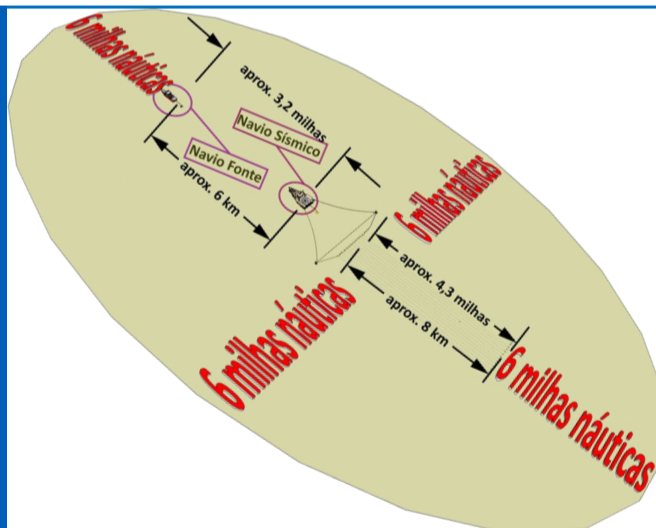 6 milhas náuticas
aprox. 3,2 milhas
Navio Sísmico
Navio Fonte
aprox. 6 km
6 milhas náuticas
aprox. 4,3 milhas
aprox. 8 km
6 milhas náuticas
6 milhas náuticas